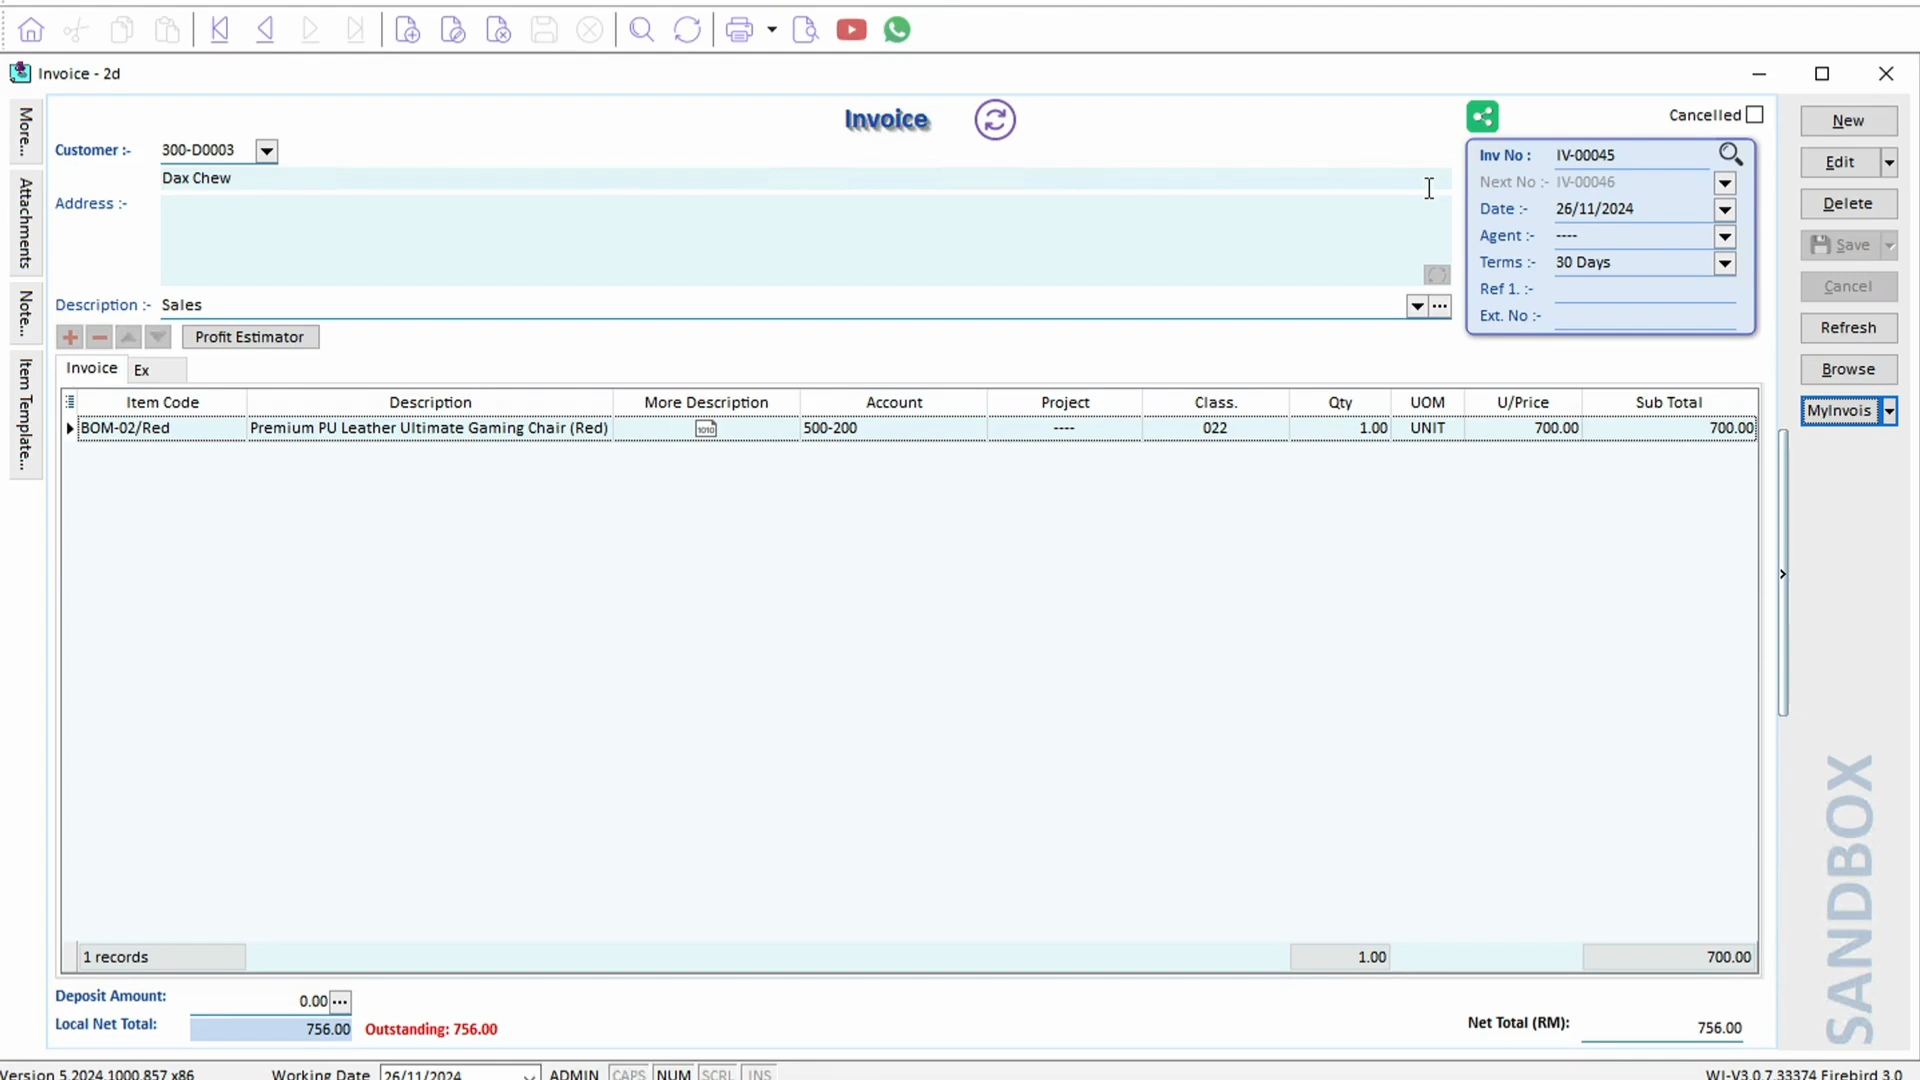 Invoice - 2d
More...
Attachments
Note...
Item Template...
Invoice
Cancelled
Customer :- 300-D0003
Dax Chew
Address :-
Description :- Sales
Inv No : IV-00045
Next No :- IV-00046
Date :- 26/11/2024
Agent :- ----
Terms :- 30 Days
Ref 1. :-
Ext. No :-
New
Edit
Delete
Save
Cancel
Refresh
Browse
MyInvois
Profit Estimator
Invoice Ex
Item Code Description More Description Account Project Class. Qty UOM U/Price Sub Total
BOM-02/Red Premium PU Leather Ultimate Gaming Chair (Red) 1010 500-200 ---- 022 1.00 UNIT 700.00 700.00
1 records 1.00 700.00
Deposit Amount: 0.00
Local Net Total: 756.00 Outstanding: 756.00
Net Total (RM): 756.00
SANDBOX
Version 5.2024.1000.857 x86 Working Date 26/11/2024 ADMIN CAPS NUM SCRL INS WI-V3.0.7.33374 Firebird 3.0